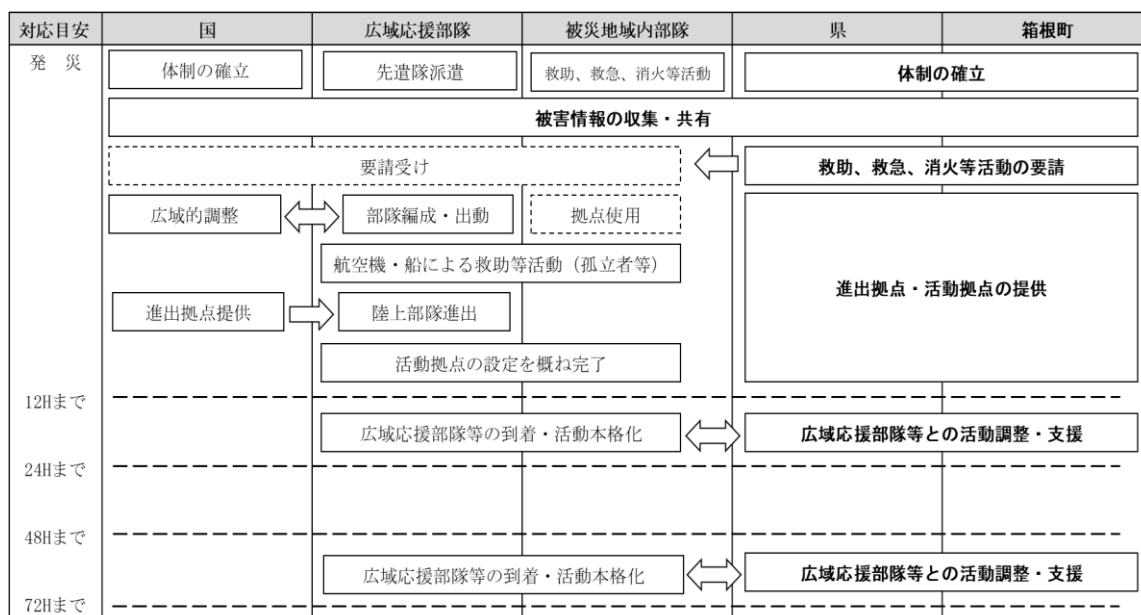 対応目安 国 広域応援部隊 被災地域内部隊 県 箱根町
発　災 体制の確立 先遣隊派遣 救助、救急、消火等活動 体制の確立
被害情報の収集・共有
要請受け 救助、救急、消火等活動の要請
広域的調整 部隊編成・出動 拠点使用
航空機・船による救助等活動（孤立者等）
進出拠点・活動拠点の提供
進出拠点提供 陸上部隊進出
活動拠点の設定を概ね完了
12Hまで
広域応援部隊等の到着・活動本格化 広域応援部隊等との活動調整・支援
24Hまで
48Hまで
広域応援部隊等の到着・活動本格化 広域応援部隊等との活動調整・支援
72Hまで